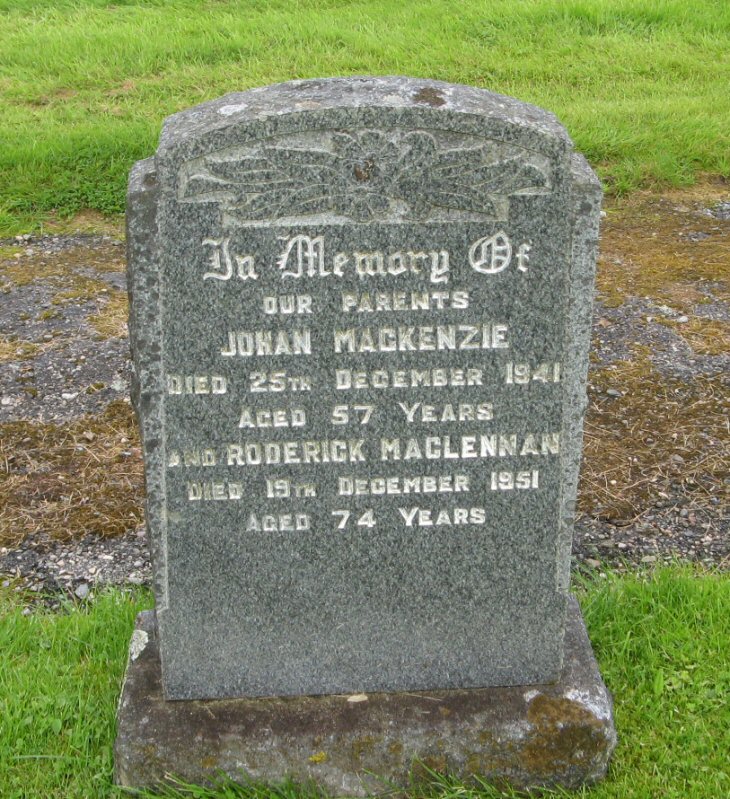 In Memory Of
OUR PARENTS
JOHAN MACKENZIE
DIED 25TH DECEMBER 1941
AGED 57 YEARS
AND RODERICK MACLENNAN
DIED 19TH DECEMBER 1951
AGED 74 YEARS